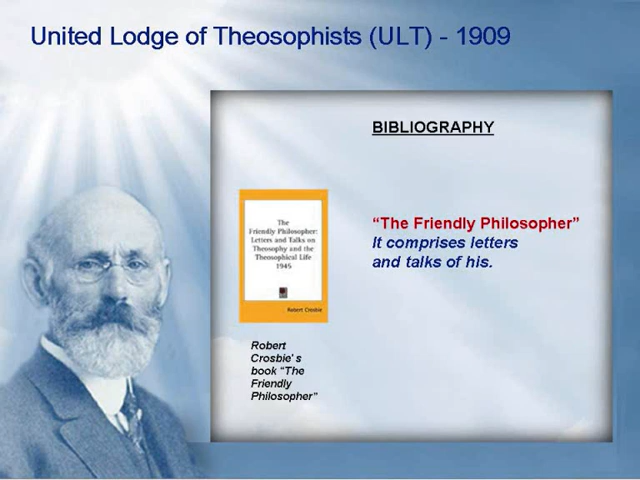 United Lodge of Theosophists (ULT) - 1909
BIBLIOGRAPHY
The
Friendly Philosopher:
Letters and Talks on
Theosophy and the
Theosophical Life
1945
Robert Crosbie
“The Friendly Philosopher”
It comprises letters
and talks of his.
Robert
Crosbie' s
book “The
Friendly
Philosopher”